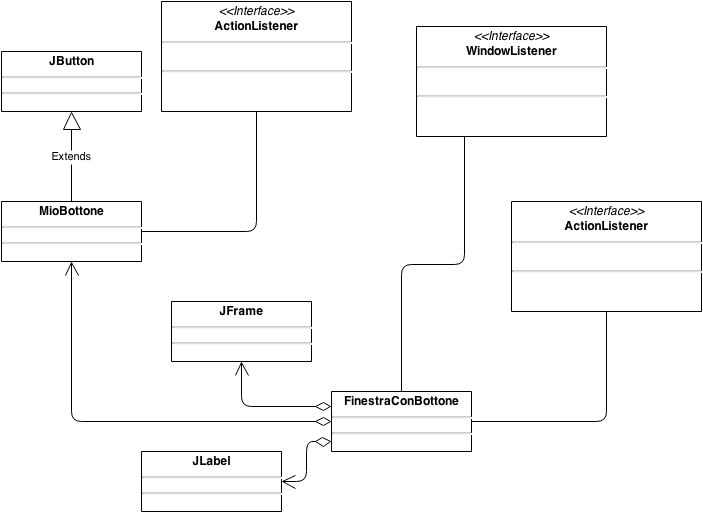 <<Interface>>
ActionListener
<<Interface>>
WindowListener
JButton
Extends
MioBottone
<<Interface>>
ActionListener
JFrame
FinestraConBottone
JLabel